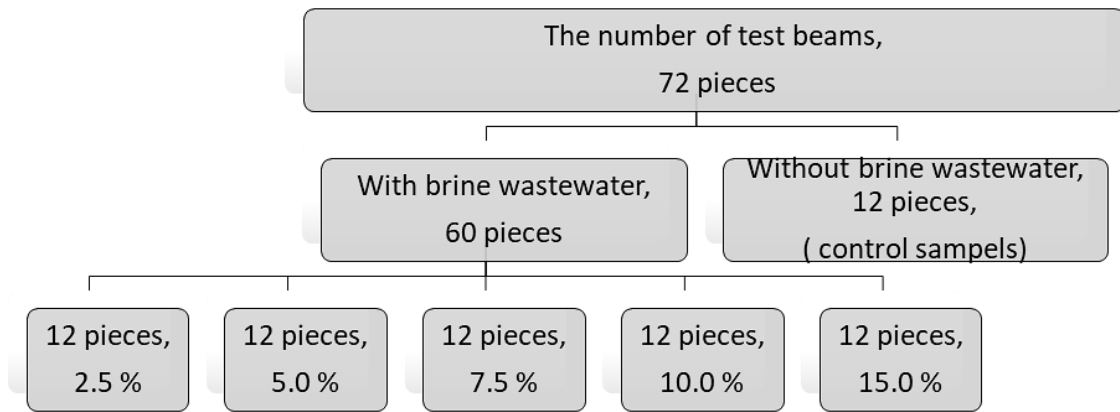 The number of test beams,
72 pieces
With brine wastewater,
60 pieces
Without brine wastewater,
12 pieces,
( control sampels)
12 pieces,
2.5 %
12 pieces,
5.0 %
12 pieces,
7.5 %
12 pieces,
10.0 %
12 pieces,
15.0 %